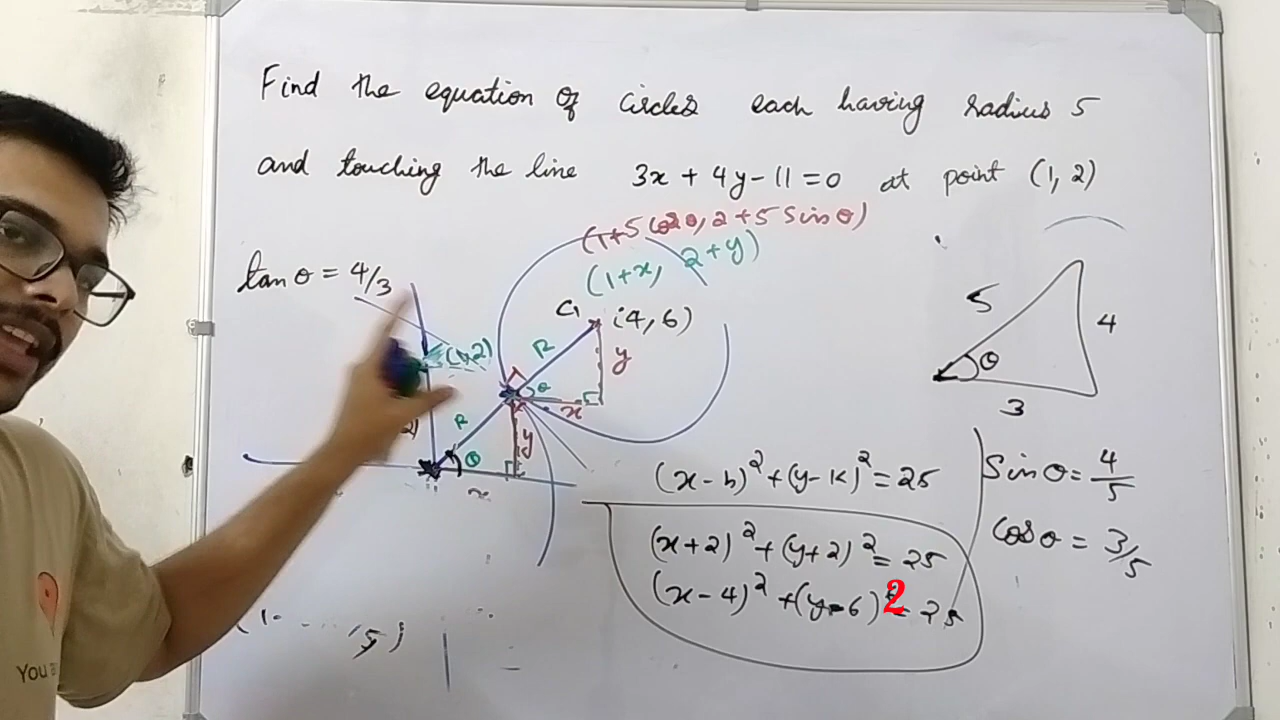 Find the equation of circles each having radius 5
and touching the line 3x + 4y - 11 = 0 at point (1, 2)
(1+5 cosθ, 2+5 Sinθ)
tan θ = 4/3
(1+x, 2+y)
C₁ (4, 6)
(1,2)
R
y
θ
x
R
y
θ
x
5
4
θ
3
(x - h)² + (y - k)² = 25
(x+2)² + (y+2)² = 25
(x - 4)² + (y - 6)² = 25
Sin θ = 4/5
Cos θ = 3/5
You